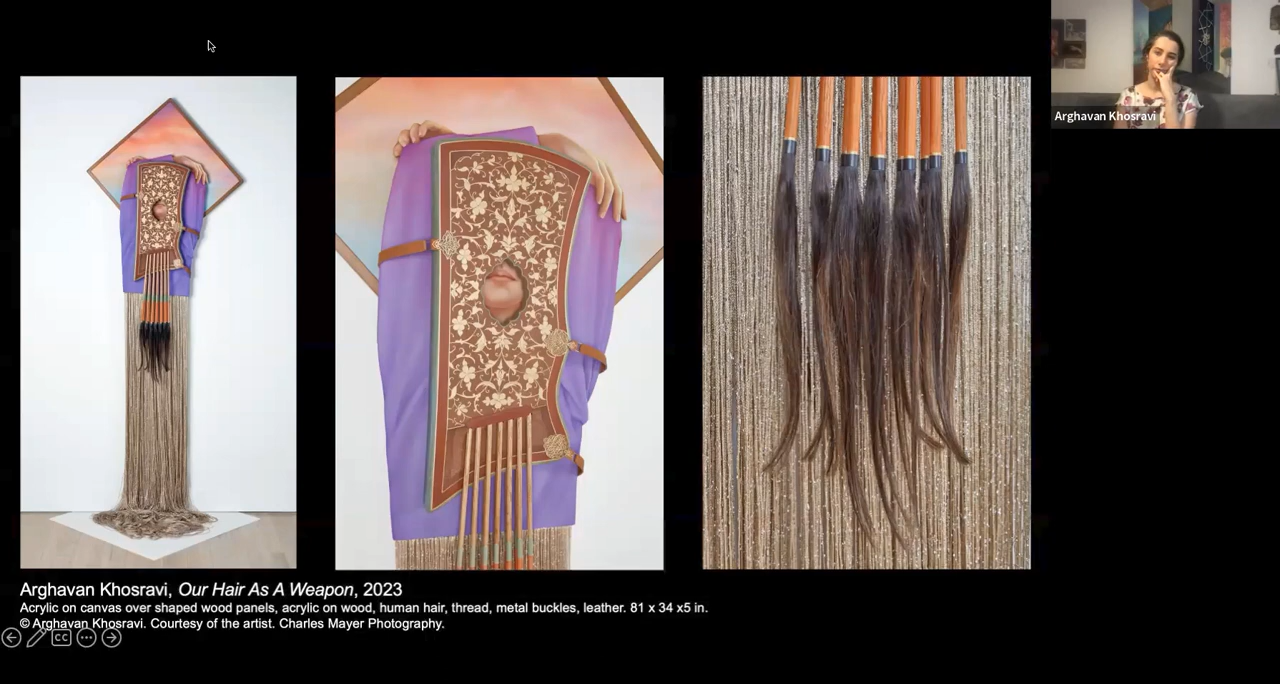 Arghavan Khosravi
Arghavan Khosravi, Our Hair As A Weapon, 2023
Acrylic on canvas over shaped wood panels, acrylic on wood, human hair, thread, metal buckles, leather. 81 x 34 x5 in.
© Arghavan Khosravi. Courtesy of the artist. Charles Mayer Photography.
CC